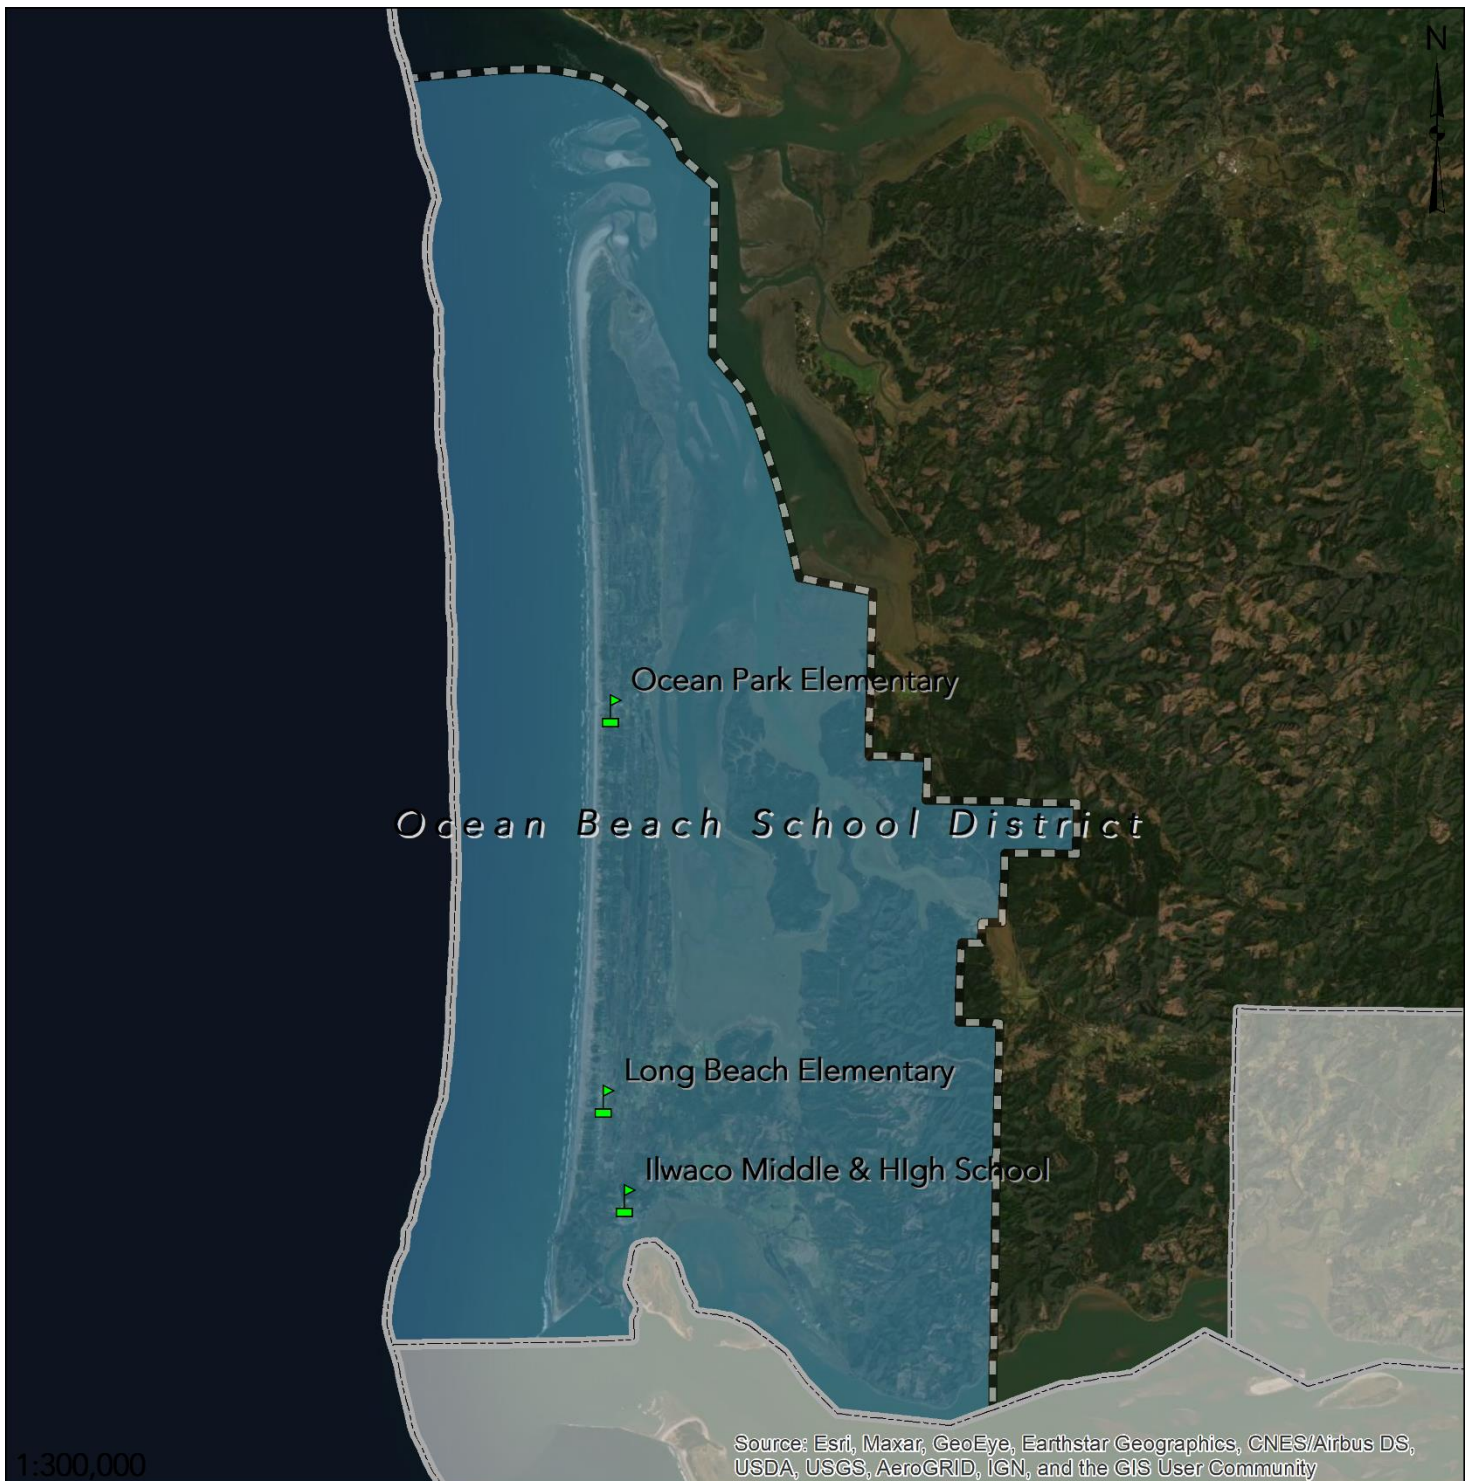 N
Ocean Park Elementary
Ocean Beach School District
Long Beach Elementary
Ilwaco Middle & HIgh School
Source: Esri, Maxar, GeoEye, Earthstar Geographics, CNES/Airbus DS,
USDA, USGS, AeroGRID, IGN, and the GIS User Community
1:300,000